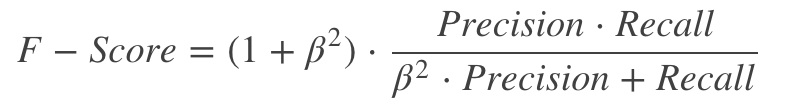 F − Score = (1 + β²) · Precision · Recall / β² · Precision + Recall